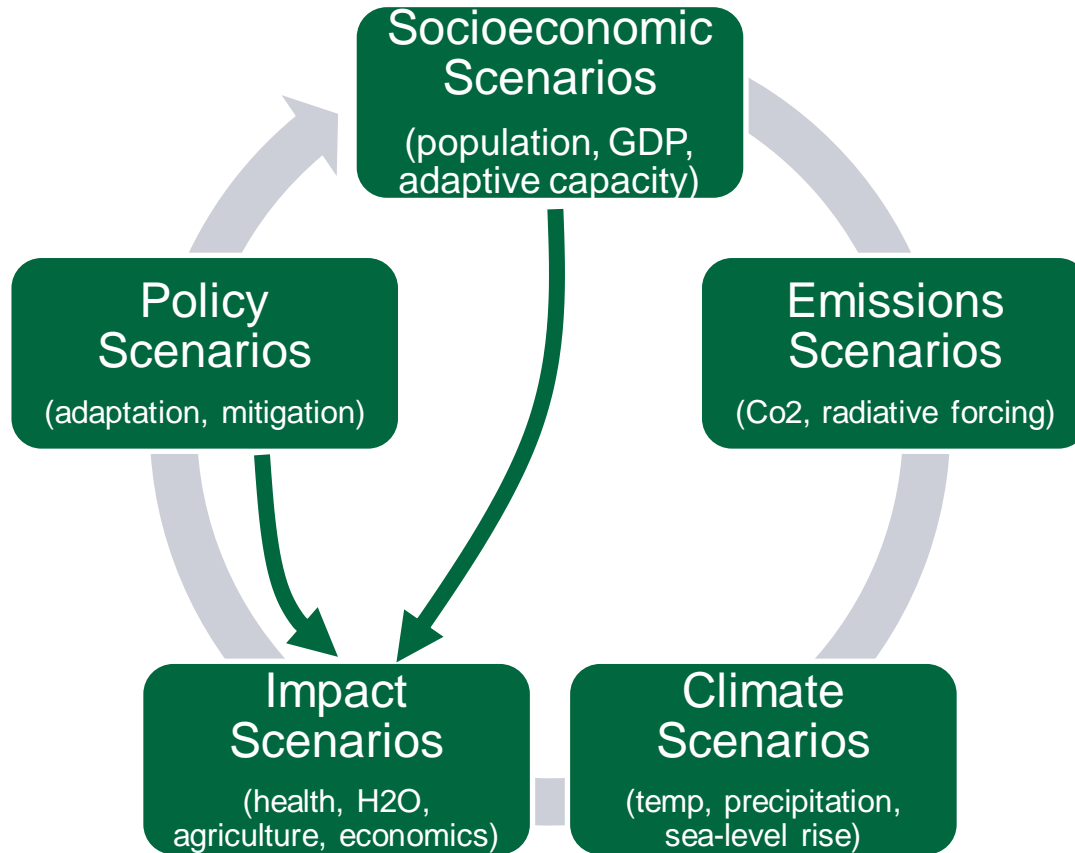 Socioeconomic
Scenarios
(population, GDP,
adaptive capacity)
Emissions
Scenarios
(Co2, radiative forcing)
Climate
Scenarios
(temp, precipitation,
sea-level rise)
Impact
Scenarios
(health, H2O,
agriculture, economics)
Policy
Scenarios
(adaptation, mitigation)